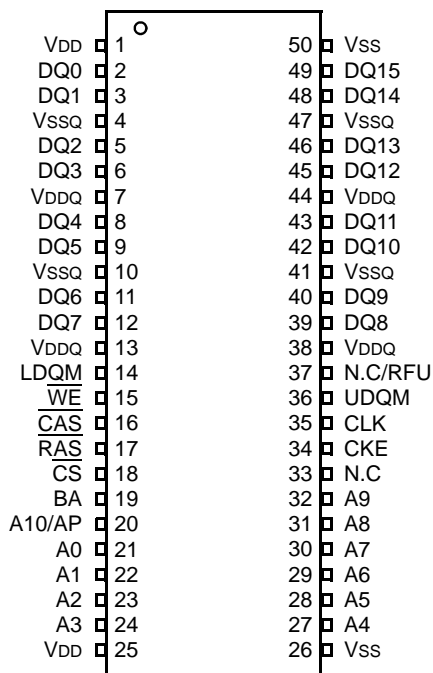 VDD 1 50 VSS
DQ0 2 49 DQ15
DQ1 3 48 DQ14
VSSQ 4 47 VSSQ
DQ2 5 46 DQ13
DQ3 6 45 DQ12
VDDQ 7 44 VDDQ
DQ4 8 43 DQ11
DQ5 9 42 DQ10
VSSQ 10 41 VSSQ
DQ6 11 40 DQ9
DQ7 12 39 DQ8
VDDQ 13 38 VDDQ
LDQM 14 37 N.C/RFU
W̅E̅ 15 36 UDQM
C̅A̅S̅ 16 35 CLK
R̅A̅S̅ 17 34 CKE
C̅S̅ 18 33 N.C
BA 19 32 A9
A10/AP 20 31 A8
A0 21 30 A7
A1 22 29 A6
A2 23 28 A5
A3 24 27 A4
VDD 25 26 VSS